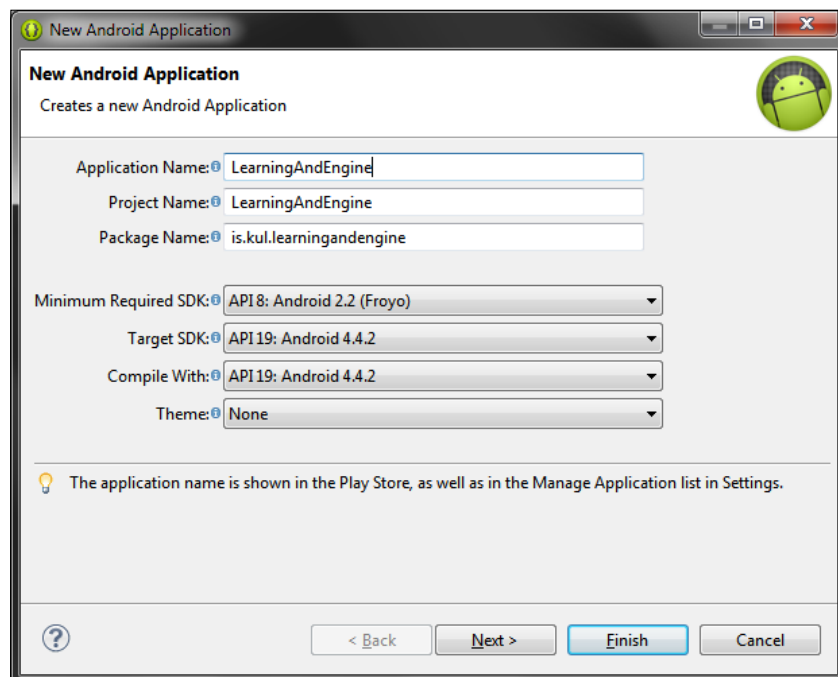 New Android Application
New Android Application
Creates a new Android Application
Application Name: LearningAndEngine
Project Name: LearningAndEngine
Package Name: is.kul.learningandengine
Minimum Required SDK: API 8: Android 2.2 (Froyo)
Target SDK: API 19: Android 4.4.2
Compile With: API 19: Android 4.4.2
Theme: None
The application name is shown in the Play Store, as well as in the Manage Application list in Settings.
? < Back Next > Finish Cancel